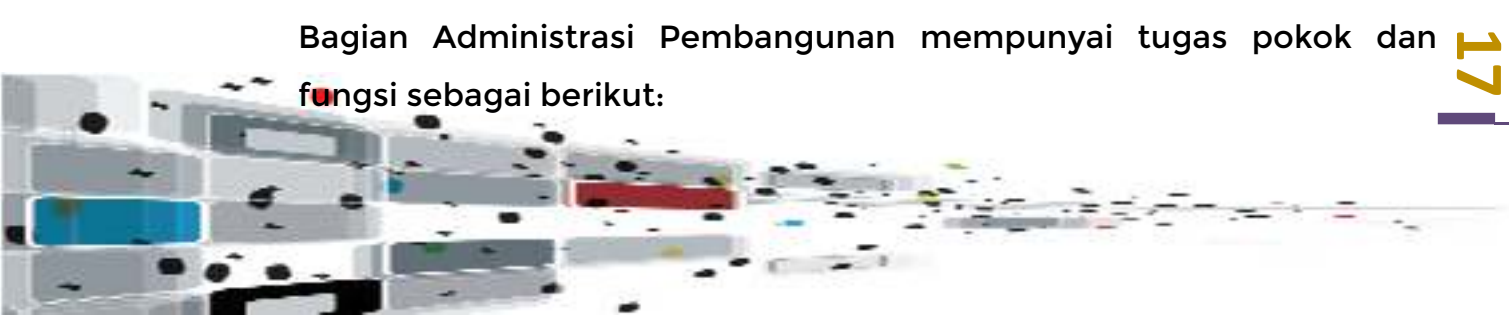 Bagian Administrasi Pembangunan mempunyai tugas pokok dan
fungsi sebagai berikut:
17